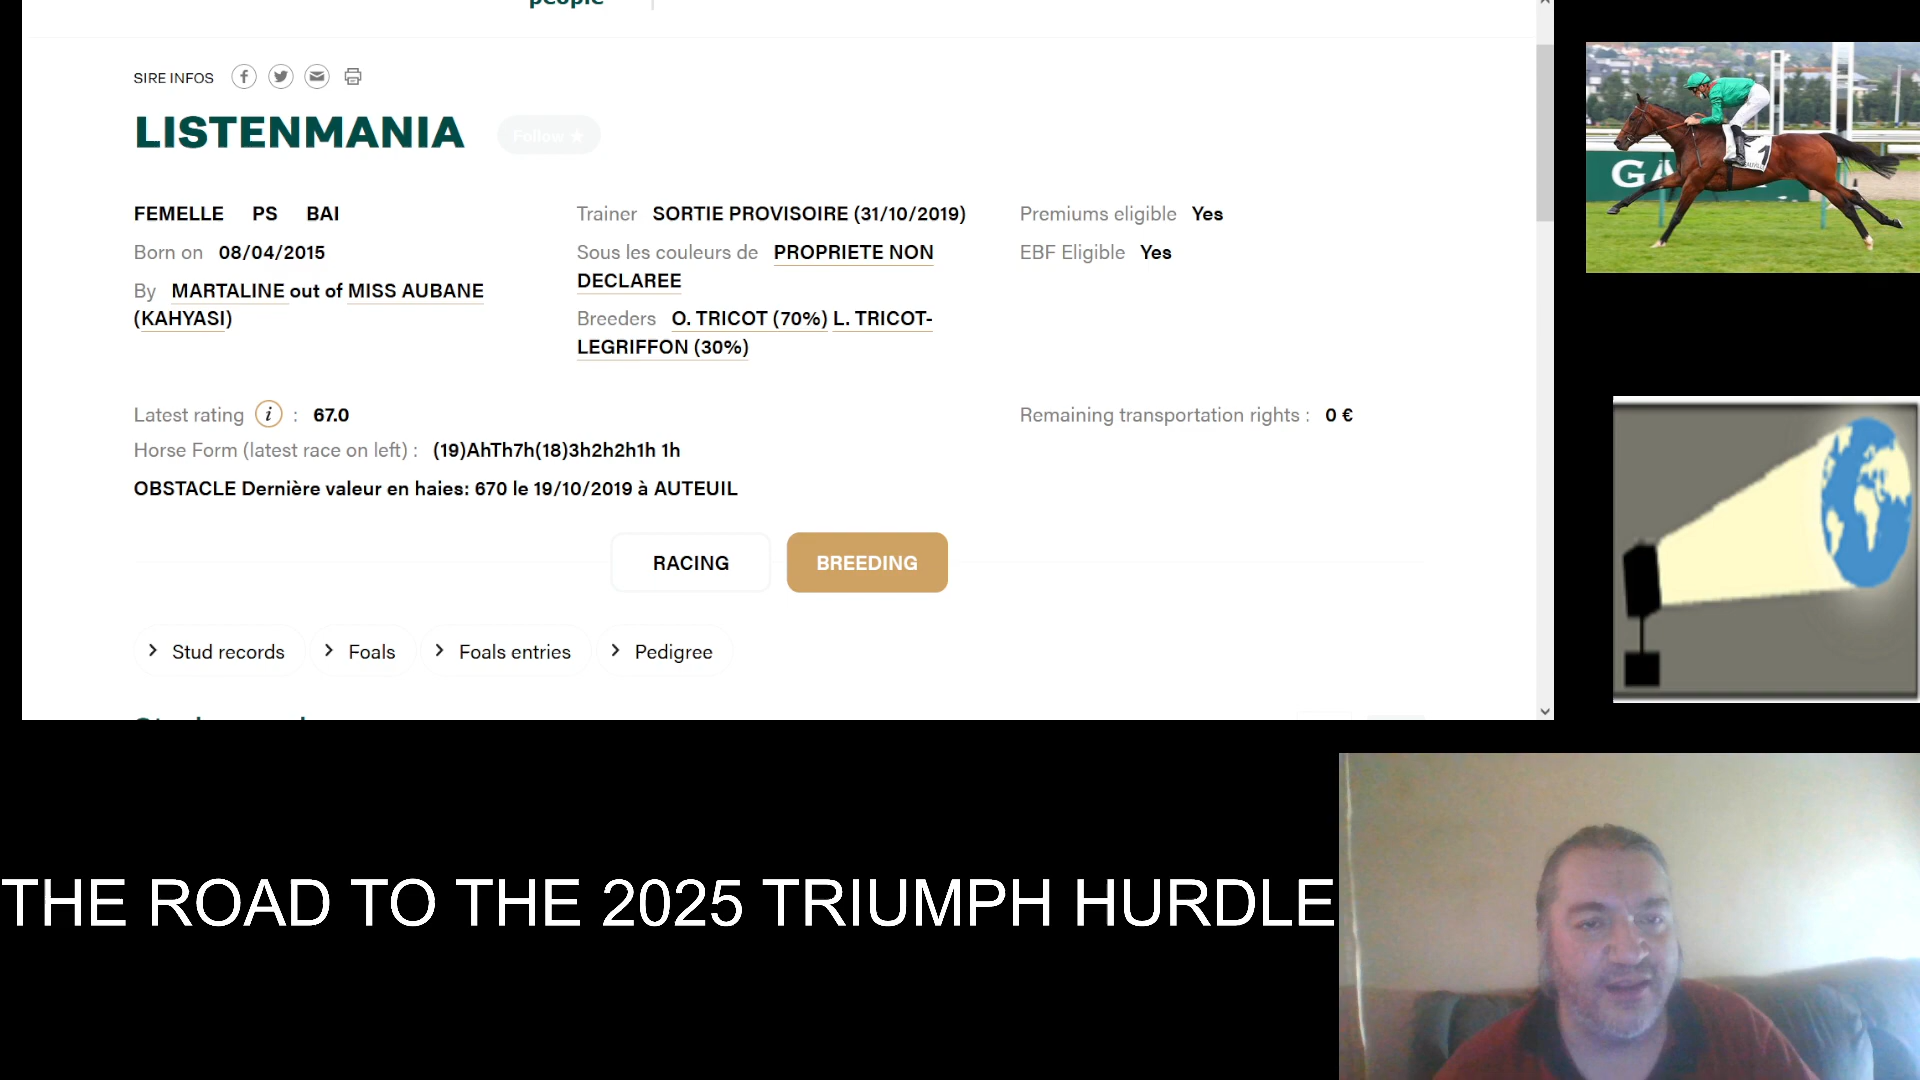 people
SIRE INFOS
LISTENMANIA Follow ★
FEMELLE PS BAI
Born on 08/04/2015
By MARTALINE out of MISS AUBANE
(KAHYASI)
Trainer SORTIE PROVISOIRE (31/10/2019)
Sous les couleurs de PROPRIETE NON
DECLAREE
Breeders O. TRICOT (70%) L. TRICOT-
LEGRIFFON (30%)
Premiums eligible Yes
EBF Eligible Yes
Latest rating i : 67.0
Remaining transportation rights : 0 €
Horse Form (latest race on left) : (19)AhTh7h(18)3h2h2h1h 1h
OBSTACLE Dernière valeur en haies: 670 le 19/10/2019 à AUTEUIL
RACING
BREEDING
Stud records
Foals
Foals entries
Pedigree
GA
1
THE ROAD TO THE 2025 TRIUMPH HURDLE